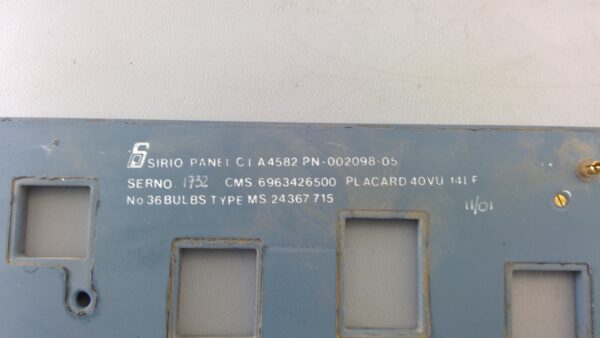 SIRIO PANEL C I A4582 PN-002098-05
SERNO. 1732 CMS 6963426500 PLACARD 40VU 141F
No 36 BULBS TYPE MS 24367 715
11/01